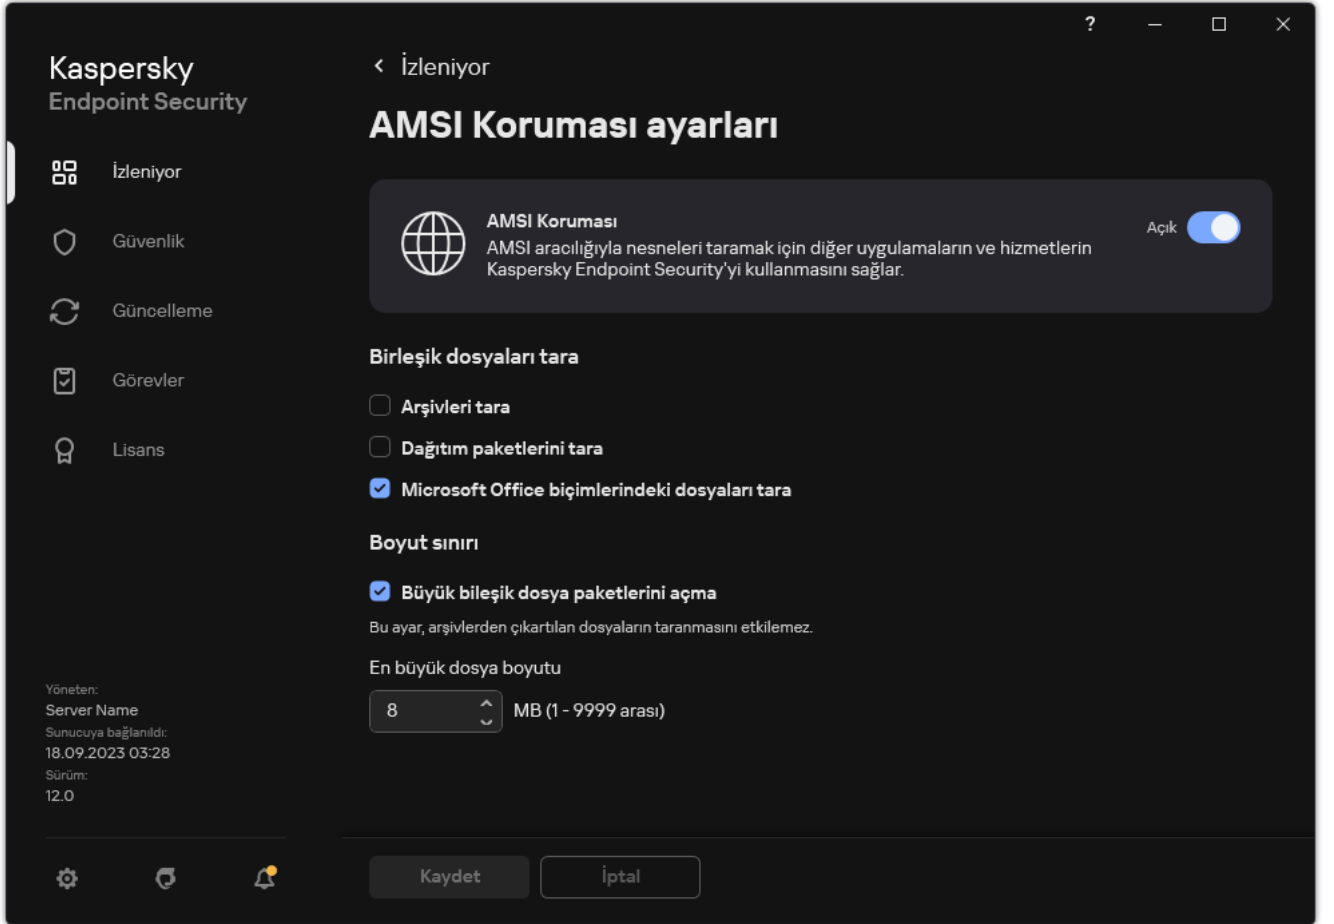 ?
Kaspersky
Endpoint Security
İzleniyor
Güvenlik
Güncelleme
Görevler
Lisans
Yöneten:
Server Name
Sunucuya bağlanıldı:
18.09.2023 03:28
Sürüm:
12.0
İzleniyor
AMSI Koruması ayarları
AMSI Koruması
AMSI aracılığıyla nesneleri taramak için diğer uygulamaların ve hizmetlerin
Kaspersky Endpoint Security'yi kullanmasını sağlar.
Açık
Birleşik dosyaları tara
Arşivleri tara
Dağıtım paketlerini tara
Microsoft Office biçimlerindeki dosyaları tara
Boyut sınırı
Büyük bileşik dosya paketlerini açma
Bu ayar, arşivlerden çıkartılan dosyaların taranmasını etkilemez.
En büyük dosya boyutu
8 MB (1 - 9999 arası)
Kaydet
İptal